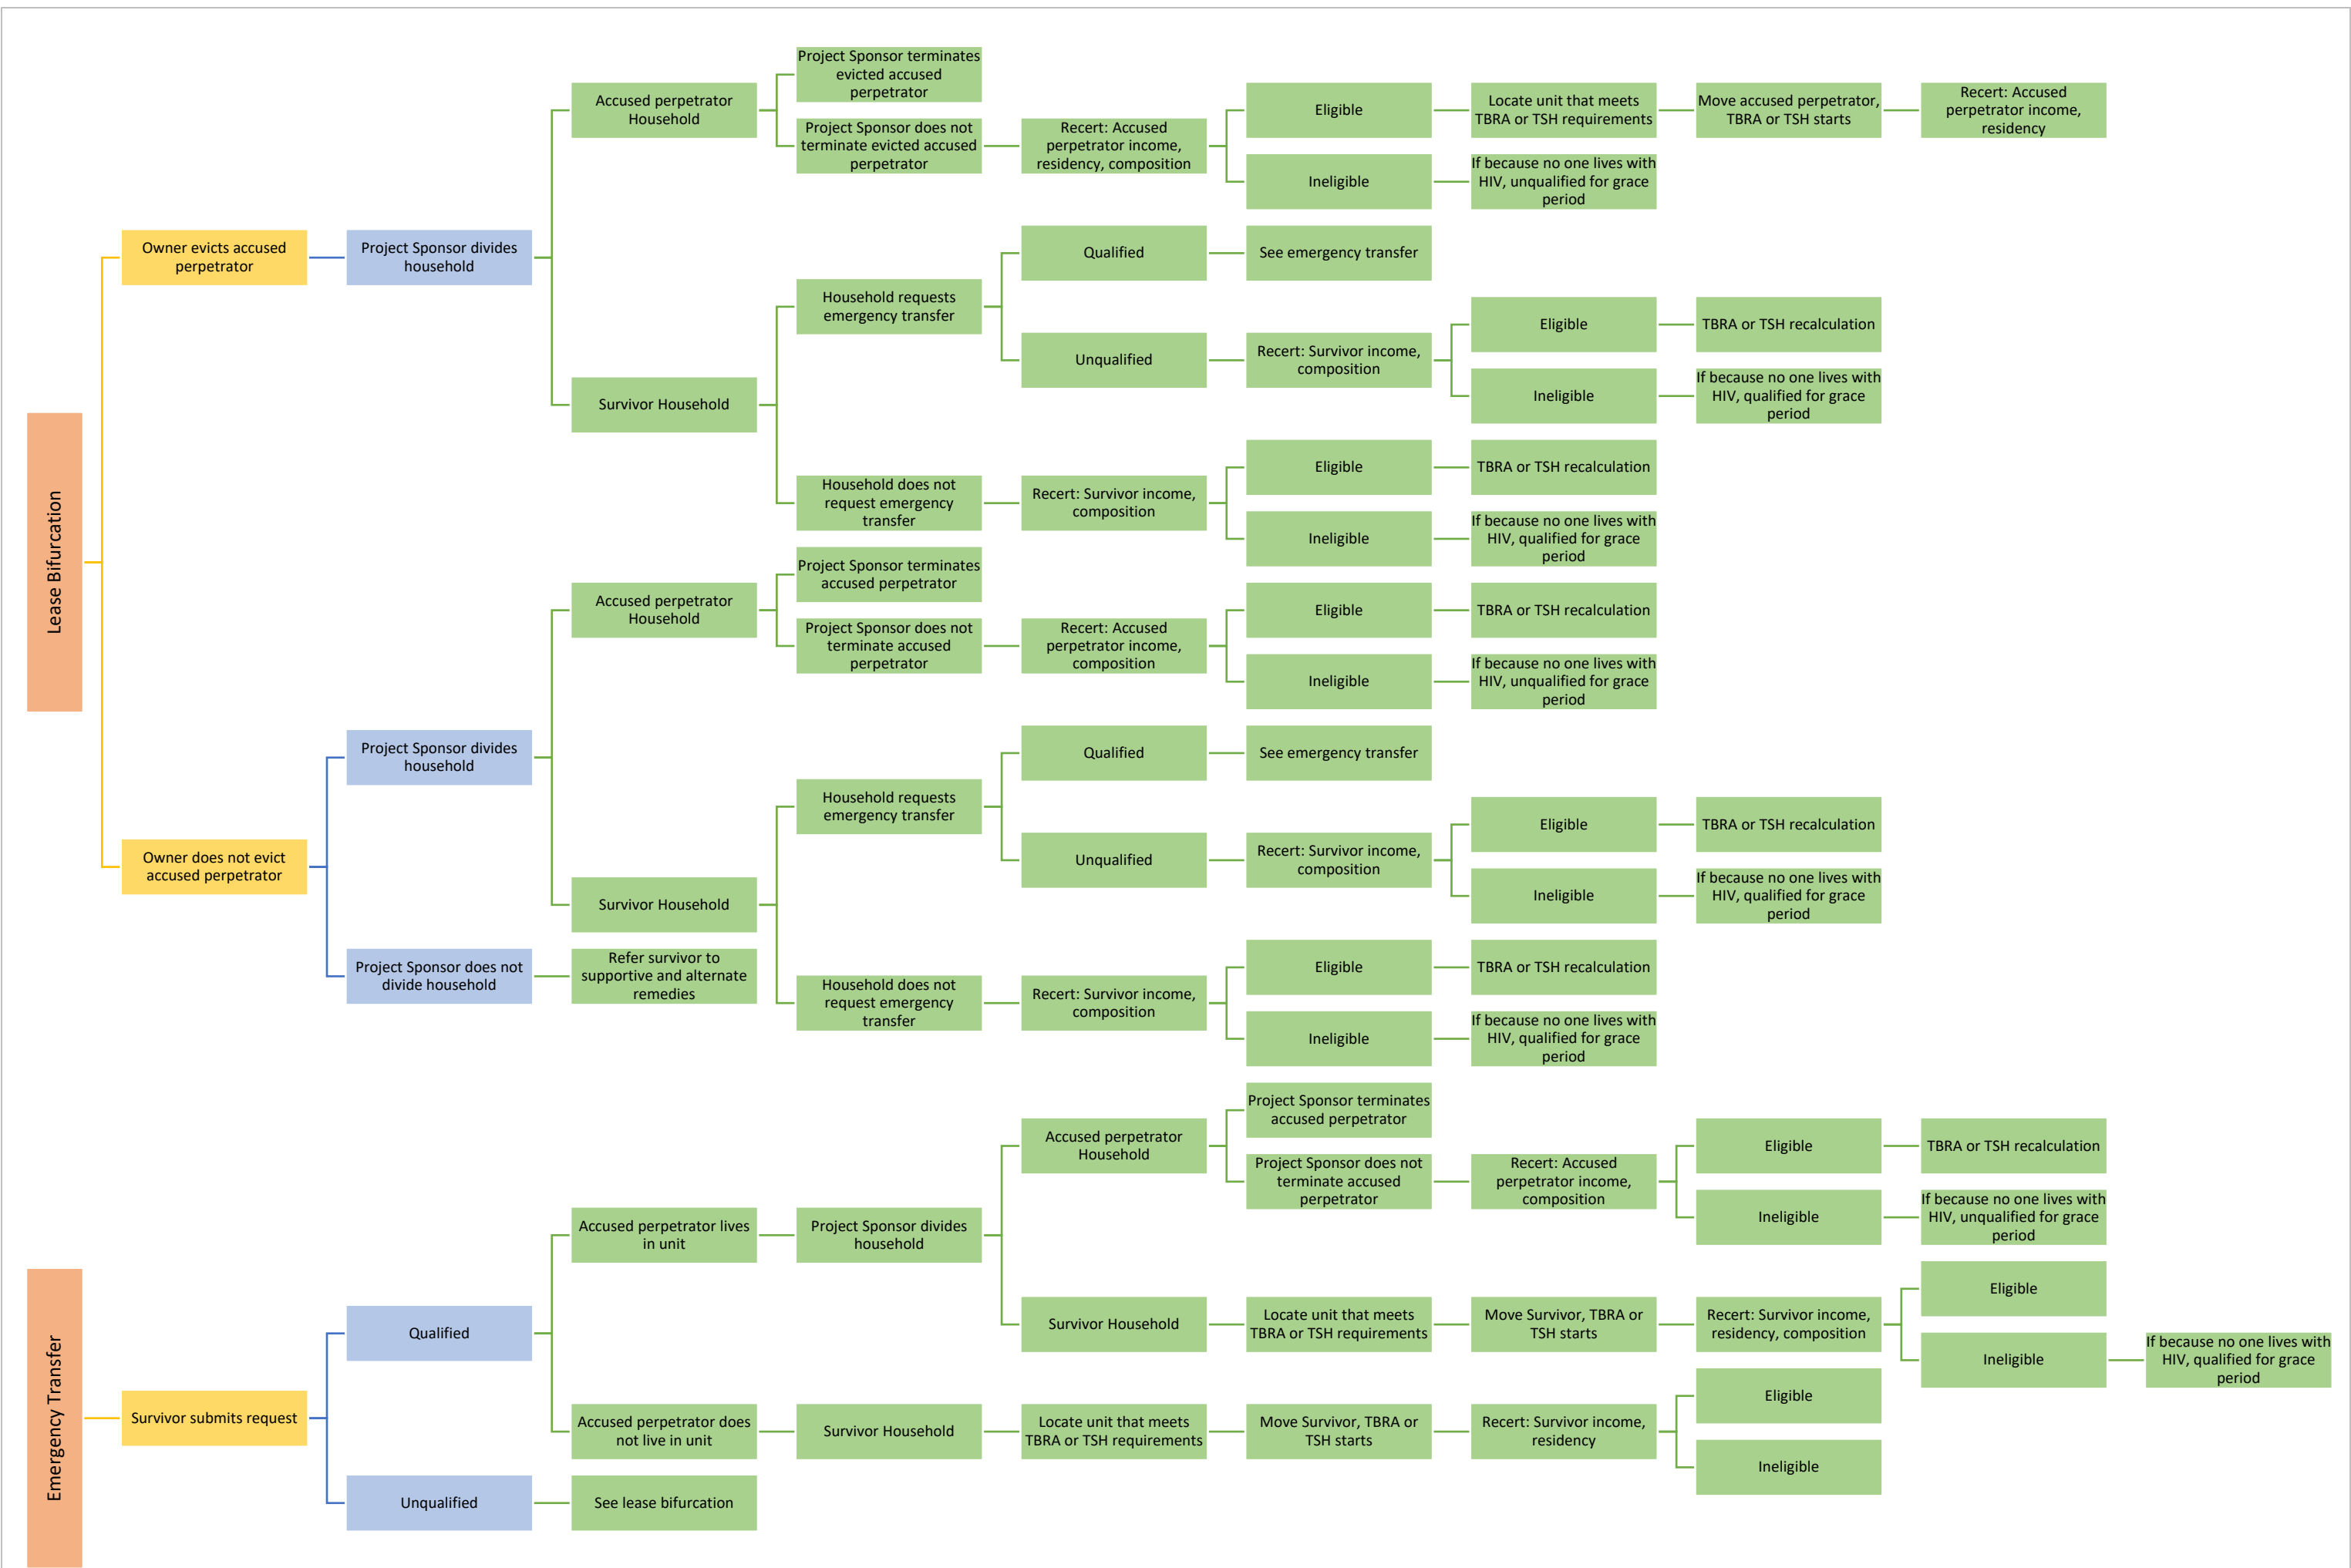 Lease Bifurcation
Owner evicts accused
perpetrator
Project Sponsor divides
household
Accused perpetrator
Household
Project Sponsor terminates
evicted accused
perpetrator
Project Sponsor does not
terminate evicted accused
perpetrator
Recert: Accused
perpetrator income,
residency, composition
Eligible
Locate unit that meets
TBRA or TSH requirements
Move accused perpetrator,
TBRA or TSH starts
Recert: Accused
perpetrator income,
residency
Ineligible
If because no one lives with
HIV, unqualified for grace
period
Survivor Household
Household requests
emergency transfer
Qualified
See emergency transfer
Unqualified
Recert: Survivor income,
composition
Eligible
TBRA or TSH recalculation
Ineligible
If because no one lives with
HIV, qualified for grace
period
Household does not
request emergency
transfer
Recert: Survivor income,
composition
Eligible
TBRA or TSH recalculation
Ineligible
If because no one lives with
HIV, qualified for grace
period
Owner does not evict
accused perpetrator
Project Sponsor divides
household
Accused perpetrator
Household
Project Sponsor terminates
accused perpetrator
Project Sponsor does not
terminate accused
perpetrator
Recert: Accused
perpetrator income,
composition
Eligible
TBRA or TSH recalculation
Ineligible
If because no one lives with
HIV, unqualified for grace
period
Survivor Household
Household requests
emergency transfer
Qualified
See emergency transfer
Unqualified
Recert: Survivor income,
composition
Eligible
TBRA or TSH recalculation
Ineligible
If because no one lives with
HIV, qualified for grace
period
Household does not
request emergency
transfer
Recert: Survivor income,
composition
Eligible
TBRA or TSH recalculation
Ineligible
If because no one lives with
HIV, qualified for grace
period
Project Sponsor does not
divide household
Refer survivor to
supportive and alternate
remedies
Emergency Transfer
Survivor submits request
Qualified
Accused perpetrator lives
in unit
Project Sponsor divides
household
Accused perpetrator
Household
Project Sponsor terminates
accused perpetrator
Project Sponsor does not
terminate accused
perpetrator
Recert: Accused
perpetrator income,
composition
Eligible
TBRA or TSH recalculation
Ineligible
If because no one lives with
HIV, unqualified for grace
period
Survivor Household
Locate unit that meets
TBRA or TSH requirements
Move Survivor, TBRA or
TSH starts
Recert: Survivor income,
residency, composition
Eligible
Ineligible
If because no one lives with
HIV, qualified for grace
period
Accused perpetrator does
not live in unit
Survivor Household
Locate unit that meets
TBRA or TSH requirements
Move Survivor, TBRA or
TSH starts
Recert: Survivor income,
residency
Eligible
Ineligible
Unqualified
See lease bifurcation